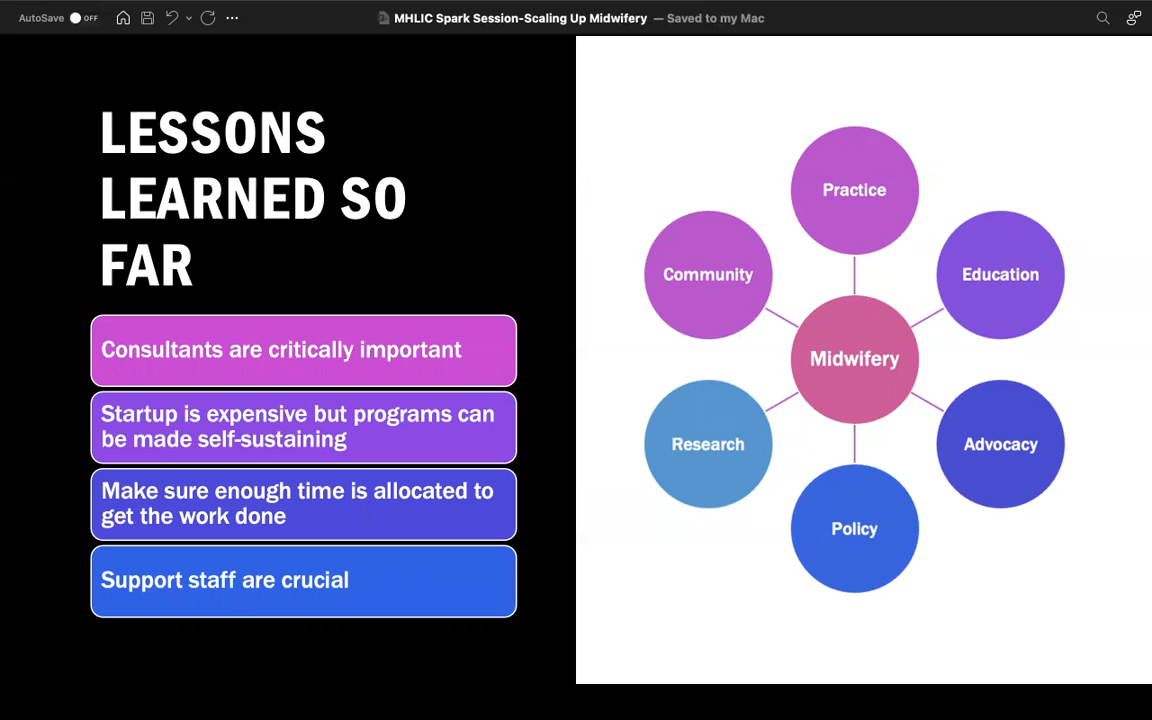 AutoSave OFF
MHLIC Spark Session-Scaling Up Midwifery — Saved to my Mac
LESSONS
LEARNED SO
FAR
Consultants are critically important
Startup is expensive but programs can
be made self-sustaining
Make sure enough time is allocated to
get the work done
Support staff are crucial
Practice
Community
Education
Midwifery
Research
Advocacy
Policy